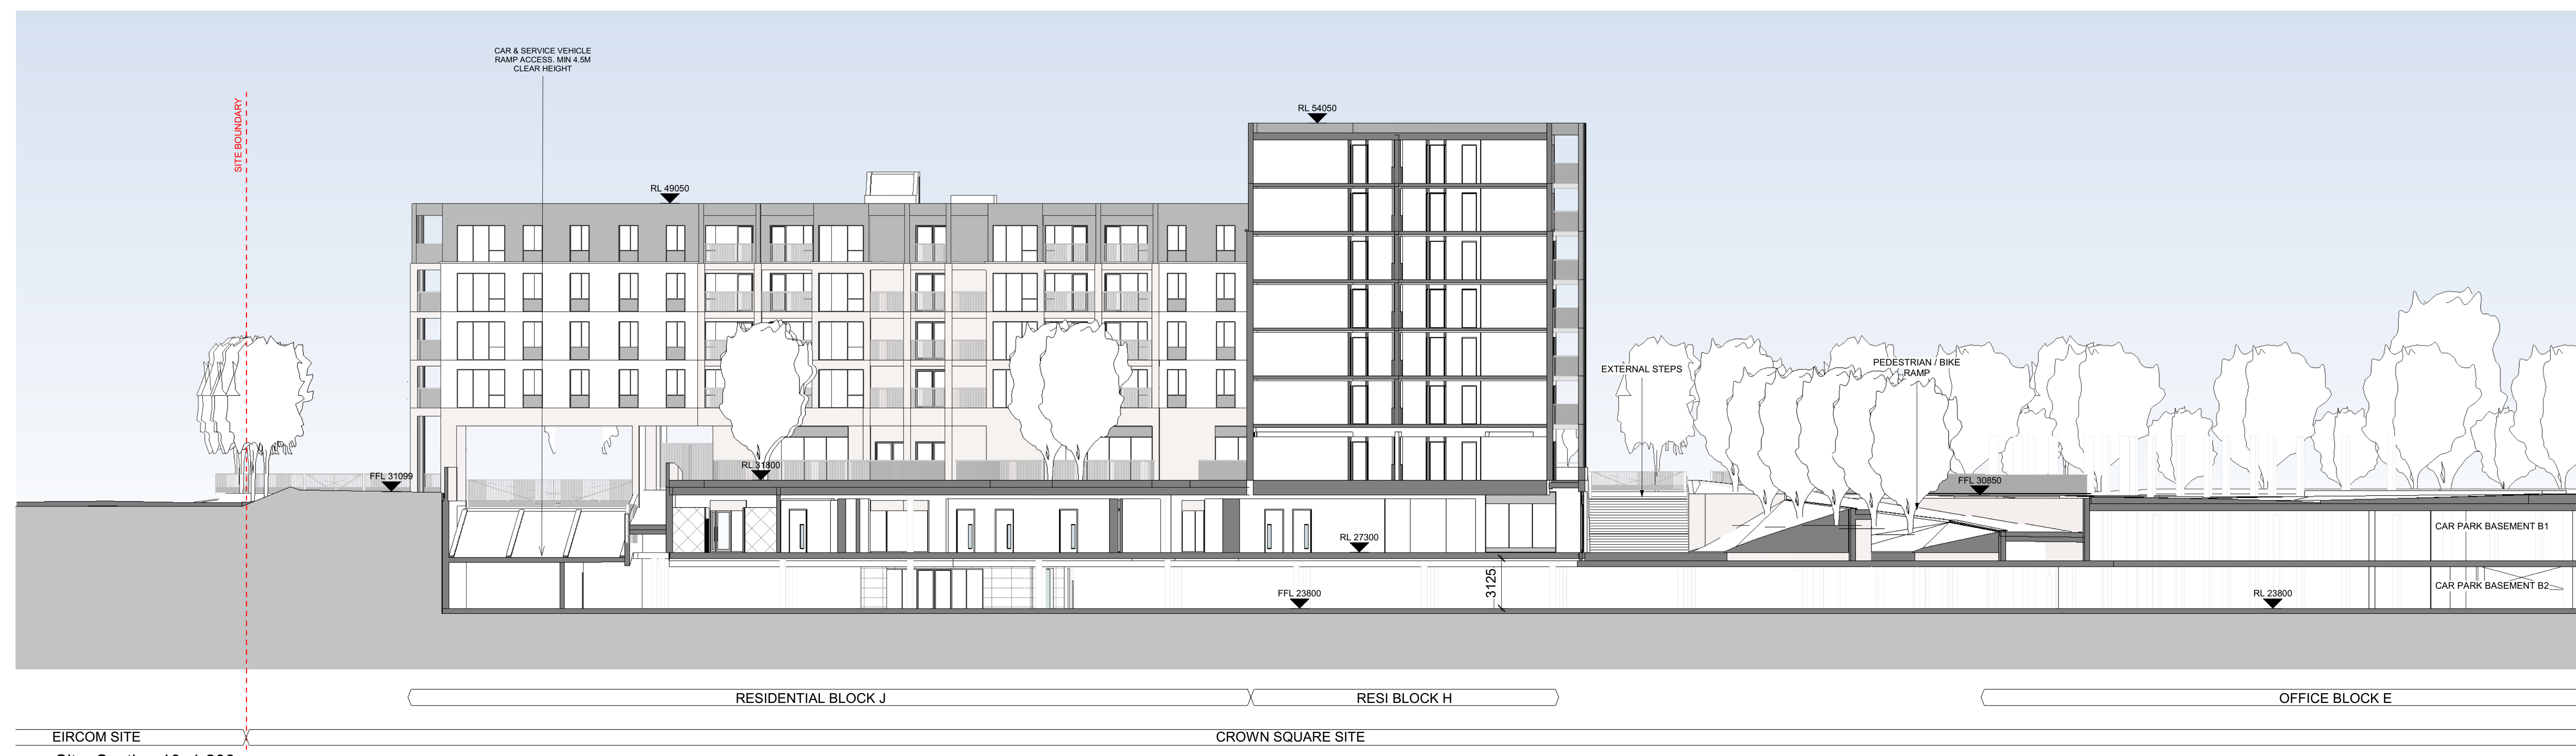 CAR & SERVICE VEHICLE
RAMP ACCESS. MIN 4.5M
CLEAR HEIGHT
SITE BOUNDARY
RL 54050
RL 49050
EXTERNAL STEPS
PEDESTRIAN / BIKE
RAMP
RL 31800
FFL 31099
FFL 30850
CAR PARK BASEMENT B1
RL 27300
3125
CAR PARK BASEMENT B2
FFL 23800
RL 23800
RESIDENTIAL BLOCK J
RESI BLOCK H
OFFICE BLOCK E
EIRCOM SITE
CROWN SQUARE SITE